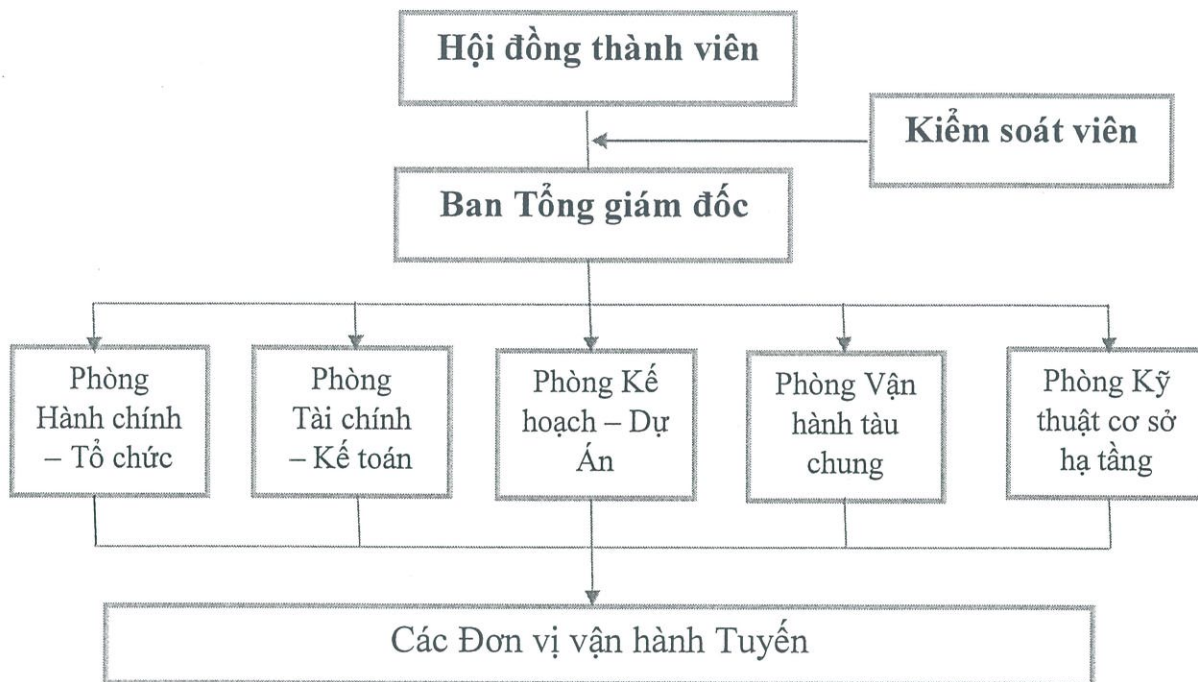 Hội đồng thành viên
Kiểm soát viên
Ban Tổng giám đốc
Phòng
Hành chính
– Tổ chức
Phòng
Tài chính
– Kế toán
Phòng Kế
hoạch – Dự
Án
Phòng Vận
hành tàu
chung
Phòng Kỹ
thuật cơ sở
hạ tầng
Các Đơn vị vận hành Tuyến